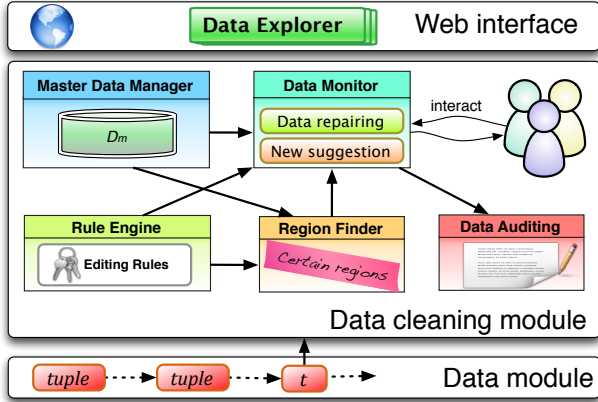 Data Explorer
Web interface
Master Data Manager
Data Monitor
Dm
Data repairing
New suggestion
interact
Rule Engine
Region Finder
Data Auditing
Editing Rules
Certain regions
Data cleaning module
tuple
tuple
t
Data module